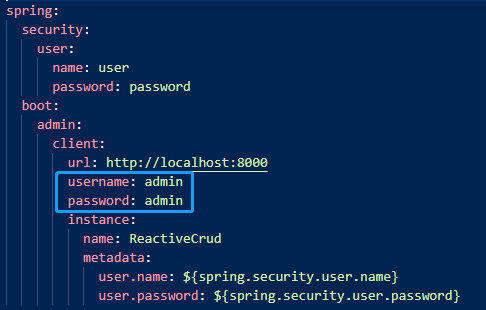 spring:
security:
user:
name: user
password: password
boot:
admin:
client:
url: http://localhost:8000
username: admin
password: admin
instance:
name: ReactiveCrud
metadata:
user.name: ${spring.security.user.name}
user.password: ${spring.security.user.password}